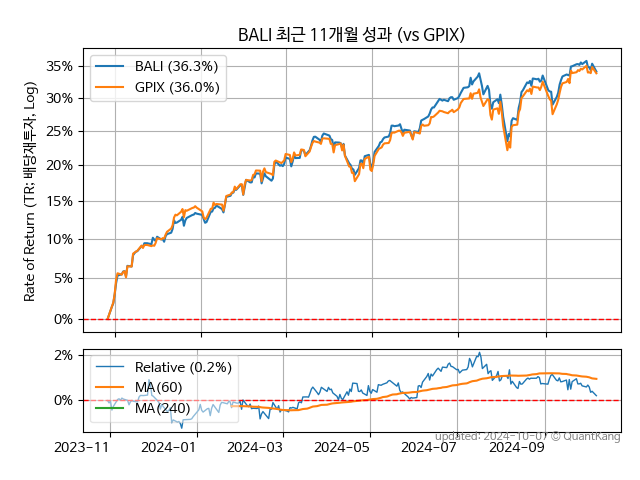 BALI 최근 11개월 성과 (vs GPIX)
Rate of Return (TR; 배당재투자, Log)
35%
30%
25%
20%
15%
10%
5%
0%
BALI (36.3%)
GPIX (36.0%)
2%
0%
Relative (0.2%)
MA(60)
MA(240)
2023-11
2024-01
2024-03
2024-05
2024-07
2024-09
updated: 2024-10-07 © QuantKang